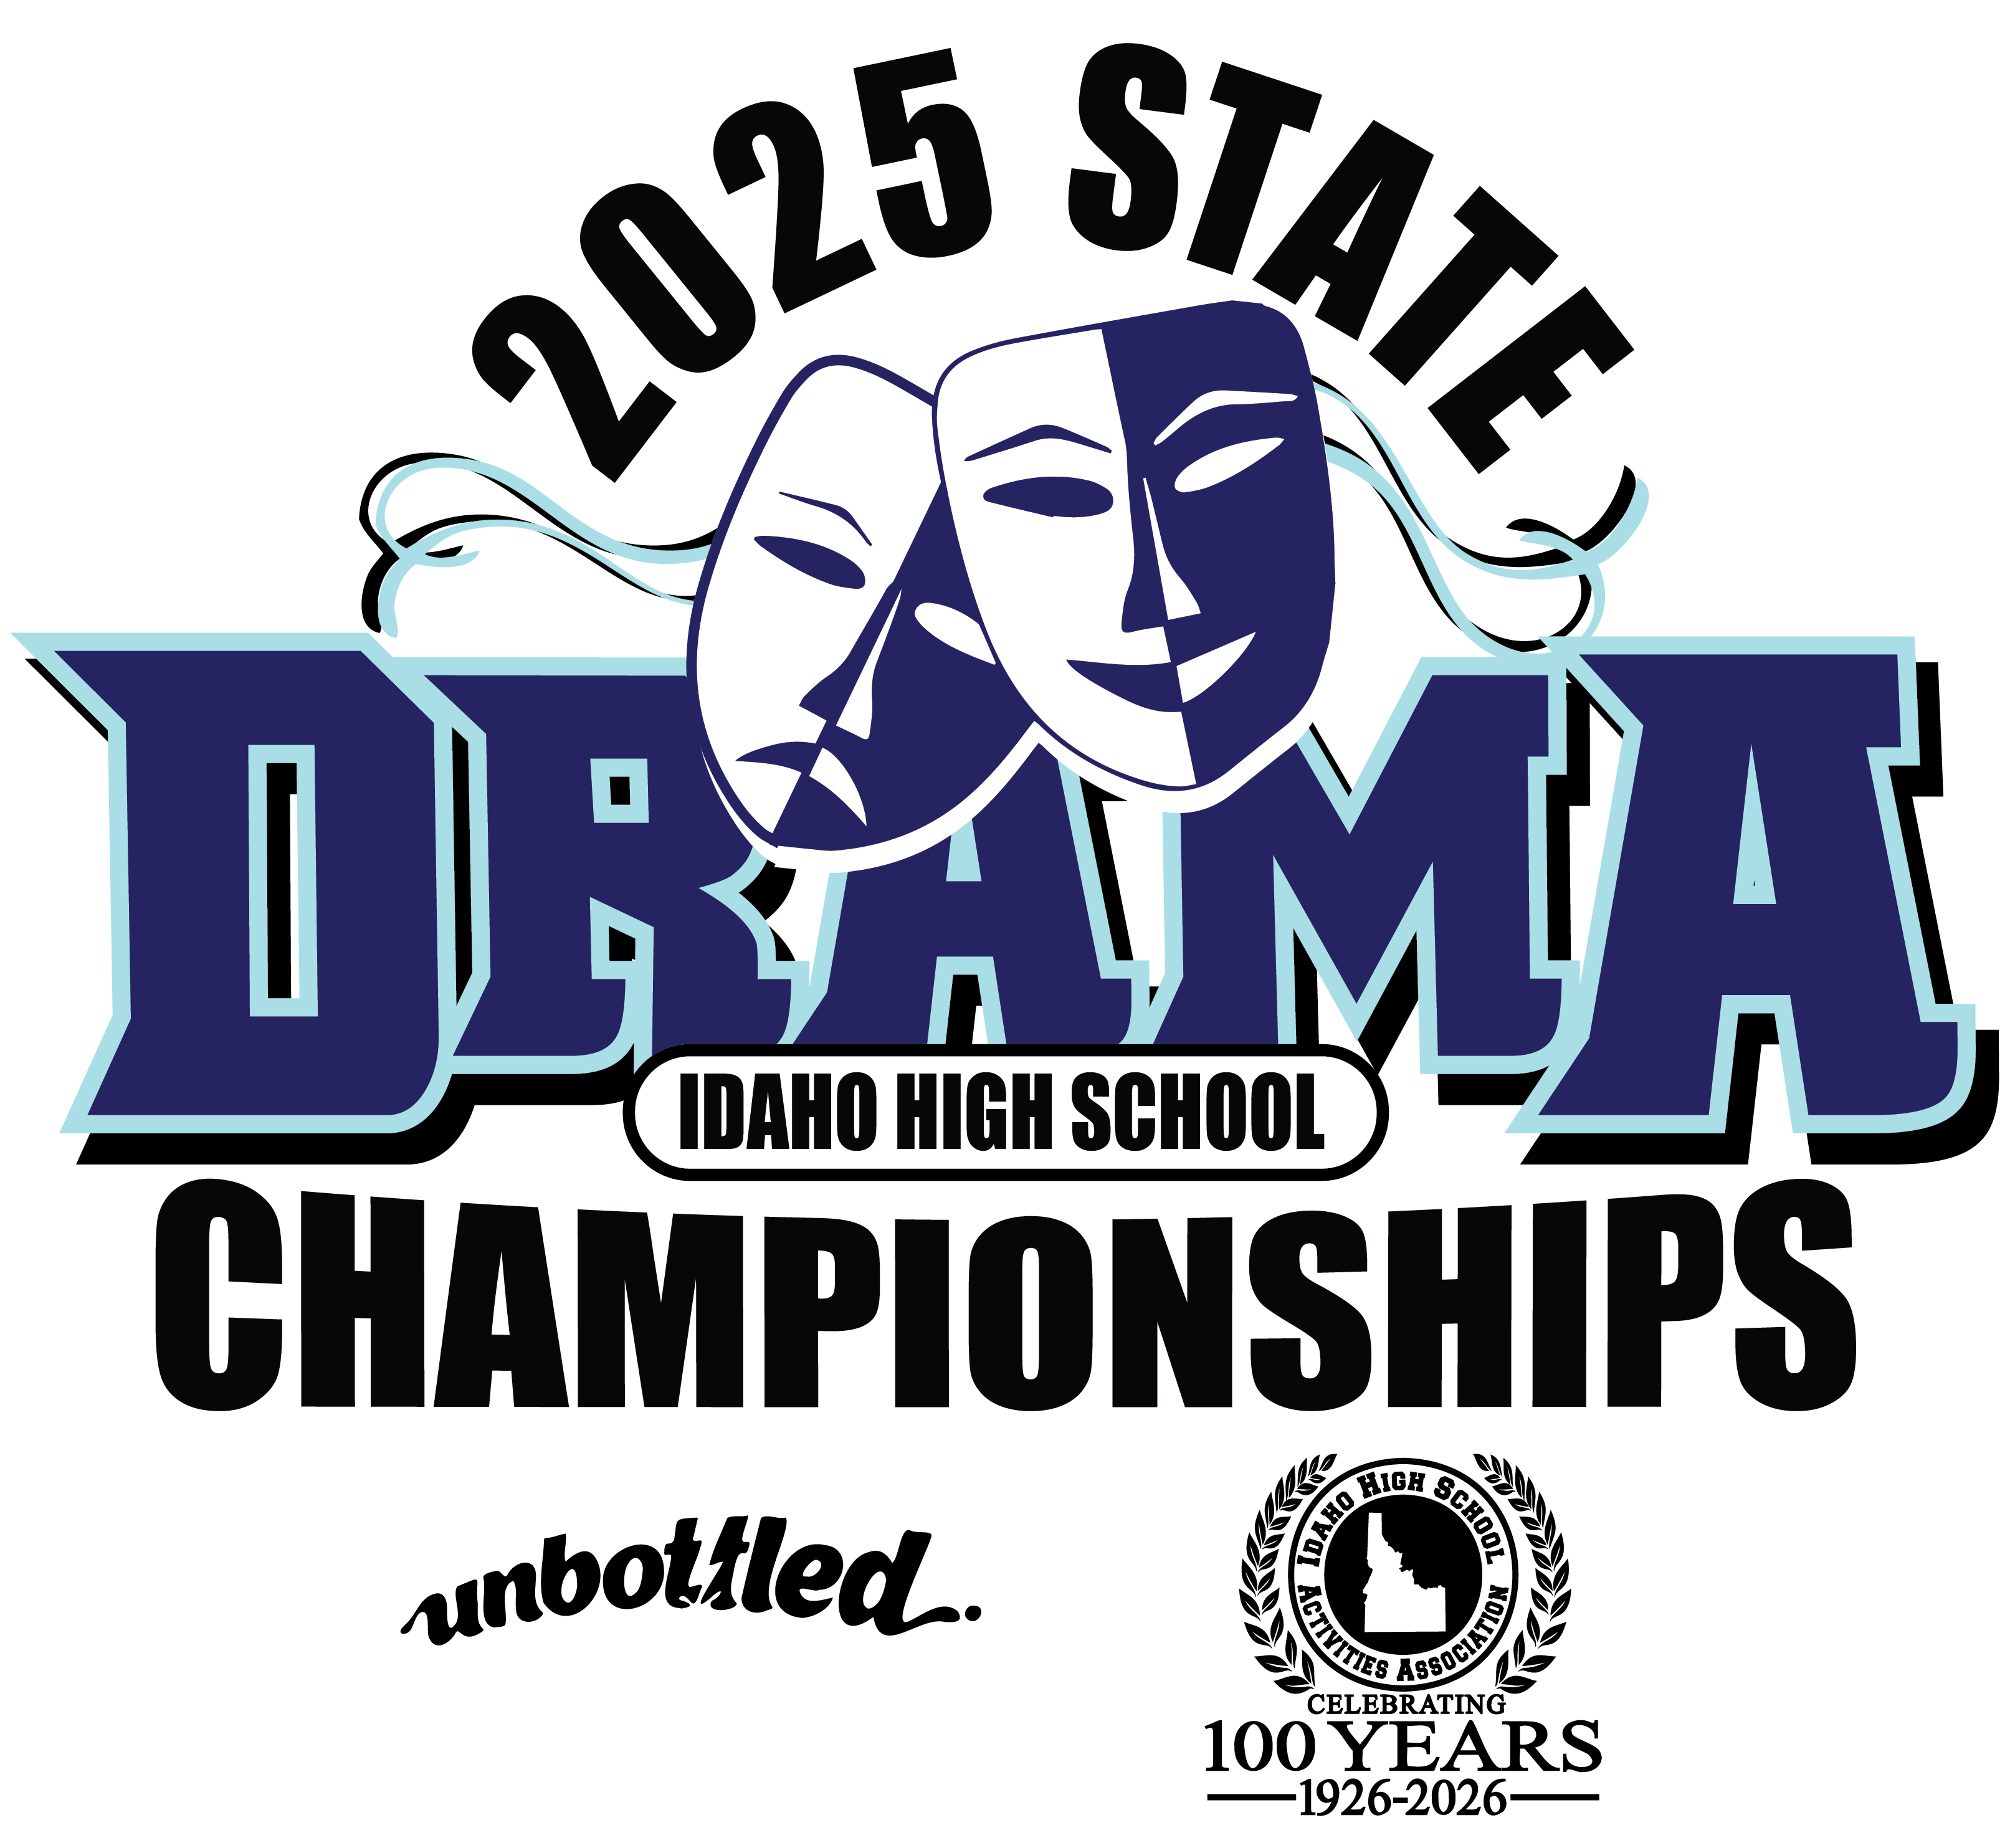 2025 STATE
DRAMA
IDAHO HIGH SCHOOL
CHAMPIONSHIPS
unbottled.
IDAHO HIGH SCHOOL
ACTIVITIES ASSOCIATION
CELEBRATING
100 YEARS
1926-2026